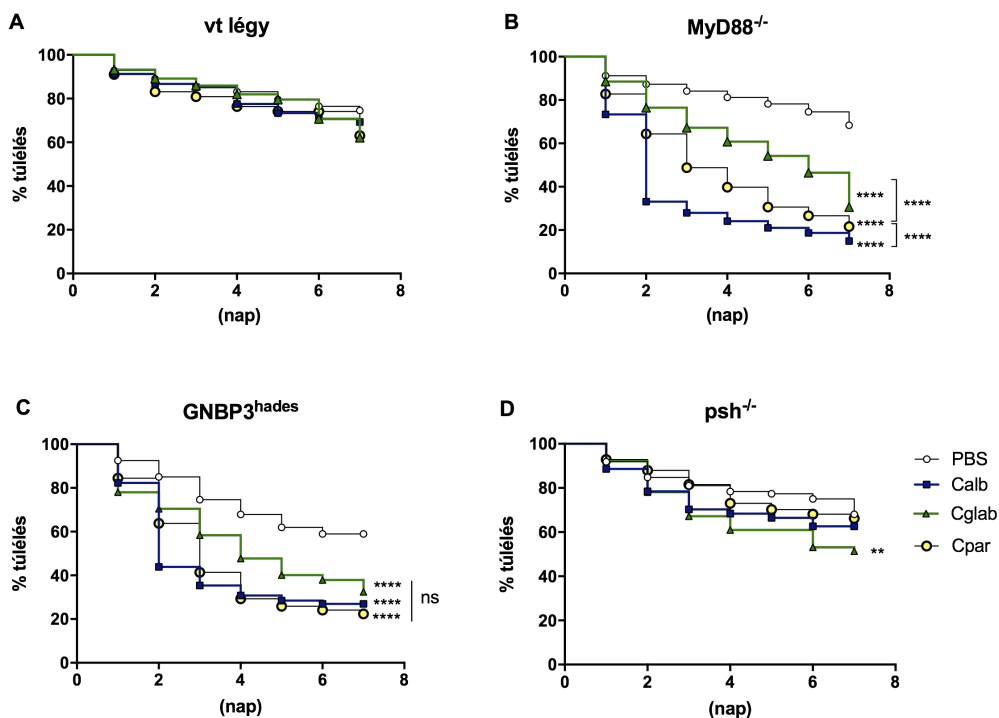 A
vt légy
% túlélés
100
80
60
40
20
0
0 2 4 6 8
(nap)
B
MyD88-/-
% túlélés
100
80
60
40
20
0
****
****
****
****
****
0 2 4 6 8
(nap)
C
GNBP3hades
% túlélés
100
80
60
40
20
0
****
****
****
ns
0 2 4 6 8
(nap)
D
psh-/-
% túlélés
100
80
60
40
20
0
**
0 2 4 6 8
(nap)
PBS
Calb
Cglab
Cpar